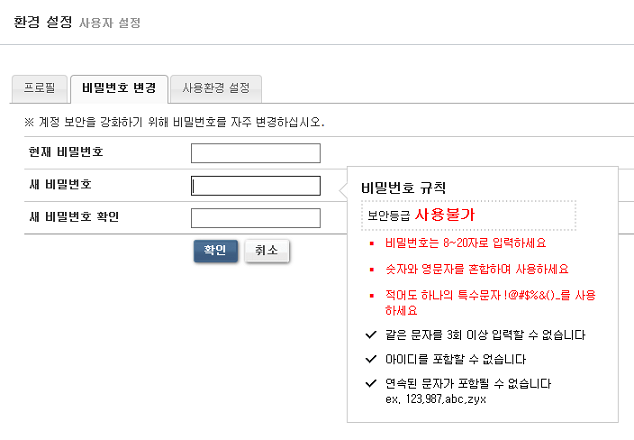 환경 설정 사용자 설정
프로필 비밀번호 변경 사용환경 설정
※ 계정 보안을 강화하기 위해 비밀번호를 자주 변경하십시오.
현재 비밀번호
새 비밀번호
새 비밀번호 확인
확인 취소
비밀번호 규칙
보안등급 사용불가
비밀번호는 8~20자로 입력하세요
숫자와 영문자를 혼합하여 사용하세요
적어도 하나의 특수문자 !@#$%&()_를 사용
하세요
같은 문자를 3회 이상 입력할 수 없습니다
아이디를 포함할 수 없습니다
연속된 문자가 포함될 수 없습니다
ex. 123,987,abc,zyx